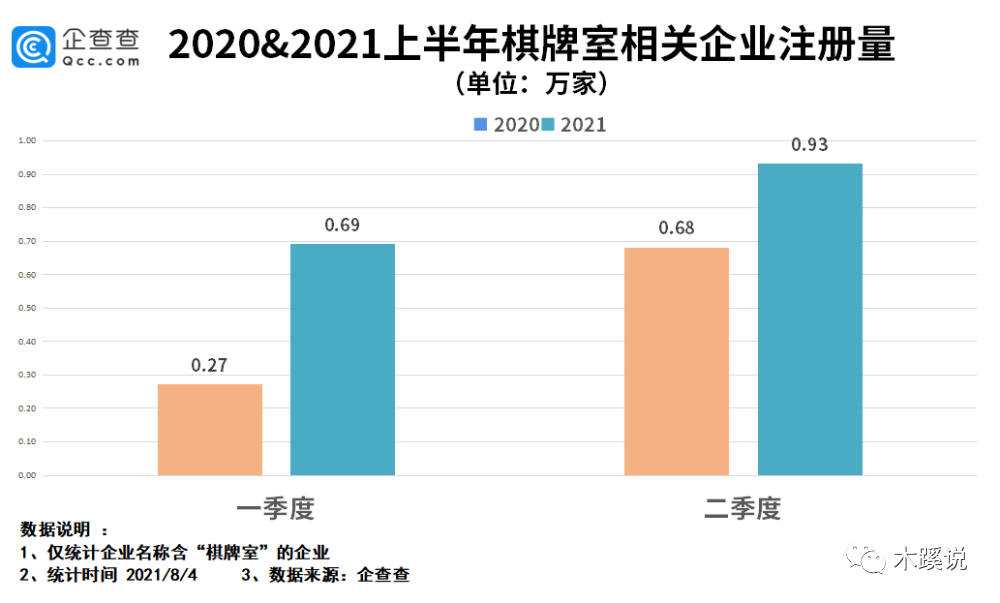 企查查
Qcc.com
2020&2021上半年棋牌室相关企业注册量
（单位：万家）
2020 2021
1.00
0.90
0.80
0.70
0.60
0.50
0.40
0.30
0.20
0.10
0.00
0.27
0.69
0.68
0.93
一季度
二季度
数据说明 ：
1、仅统计企业名称含“棋牌室”的企业
2、统计时间 2021/8/4 3、数据来源：企查查
木蹊说